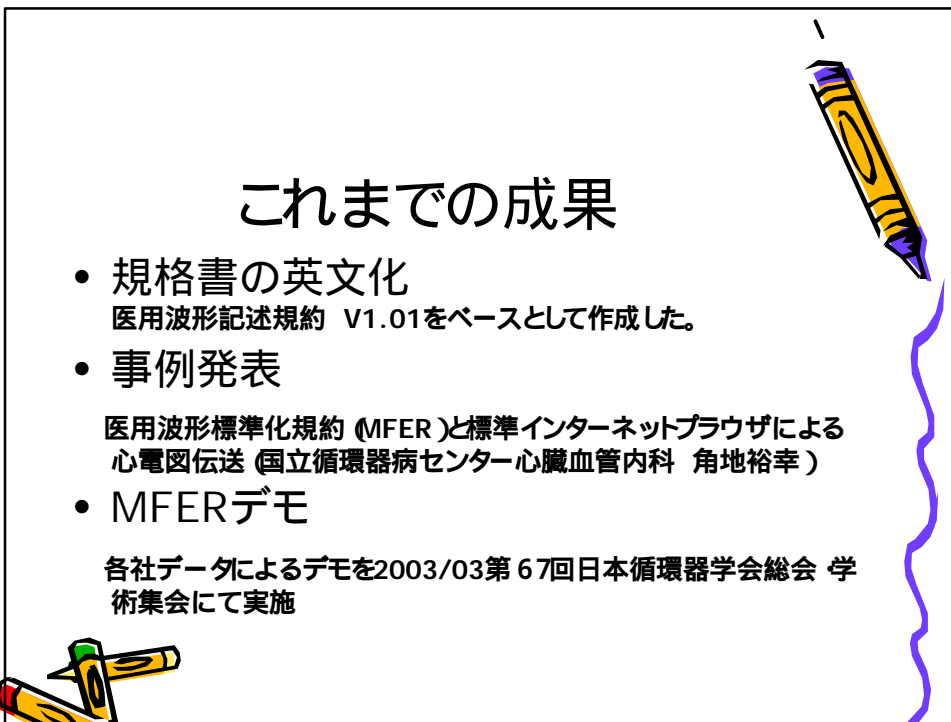 これまでの成果
• 規格書の英文化
医用波形記述規約 V1.01をベースとして作成した。
• 事例発表
医用波形標準化規約(MFER)と標準インターネットプラウザによる
心電図伝送(国立循環器病センター心臓血管内科 角地裕幸)
• MFERデモ
各社データによるデモを2003/03第67回日本循環器学会総会・学
術集会にて実施